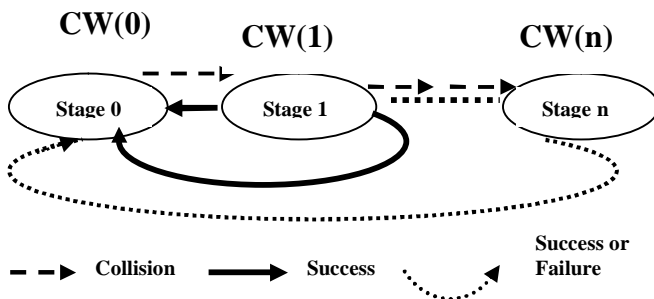 CW(0) CW(1) CW(n)
Stage 0 Stage 1 Stage n
Collision Success Success or
Failure